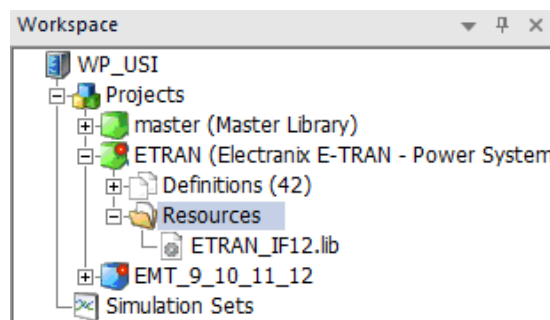 Workspace
WP_USI
Projects
master (Master Library)
ETRAN (Electranix E-TRAN - Power System
Definitions (42)
Resources
ETRAN_IF12.lib
EMT_9_10_11_12
Simulation Sets